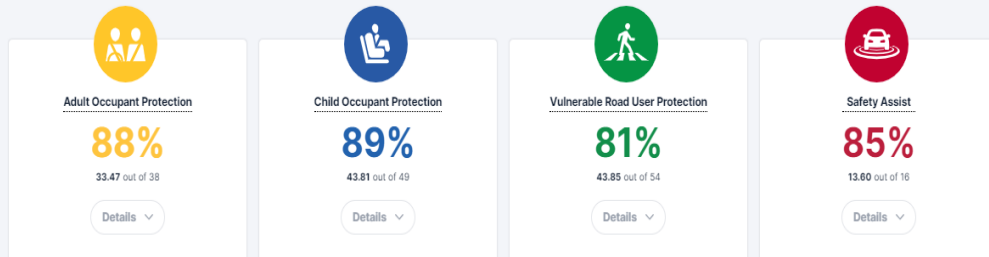 Adult Occupant Protection
88%
33.47 out of 38
Details
Child Occupant Protection
89%
43.81 out of 49
Details
Vulnerable Road User Protection
81%
43.85 out of 54
Details
Safety Assist
85%
13.60 out of 16
Details